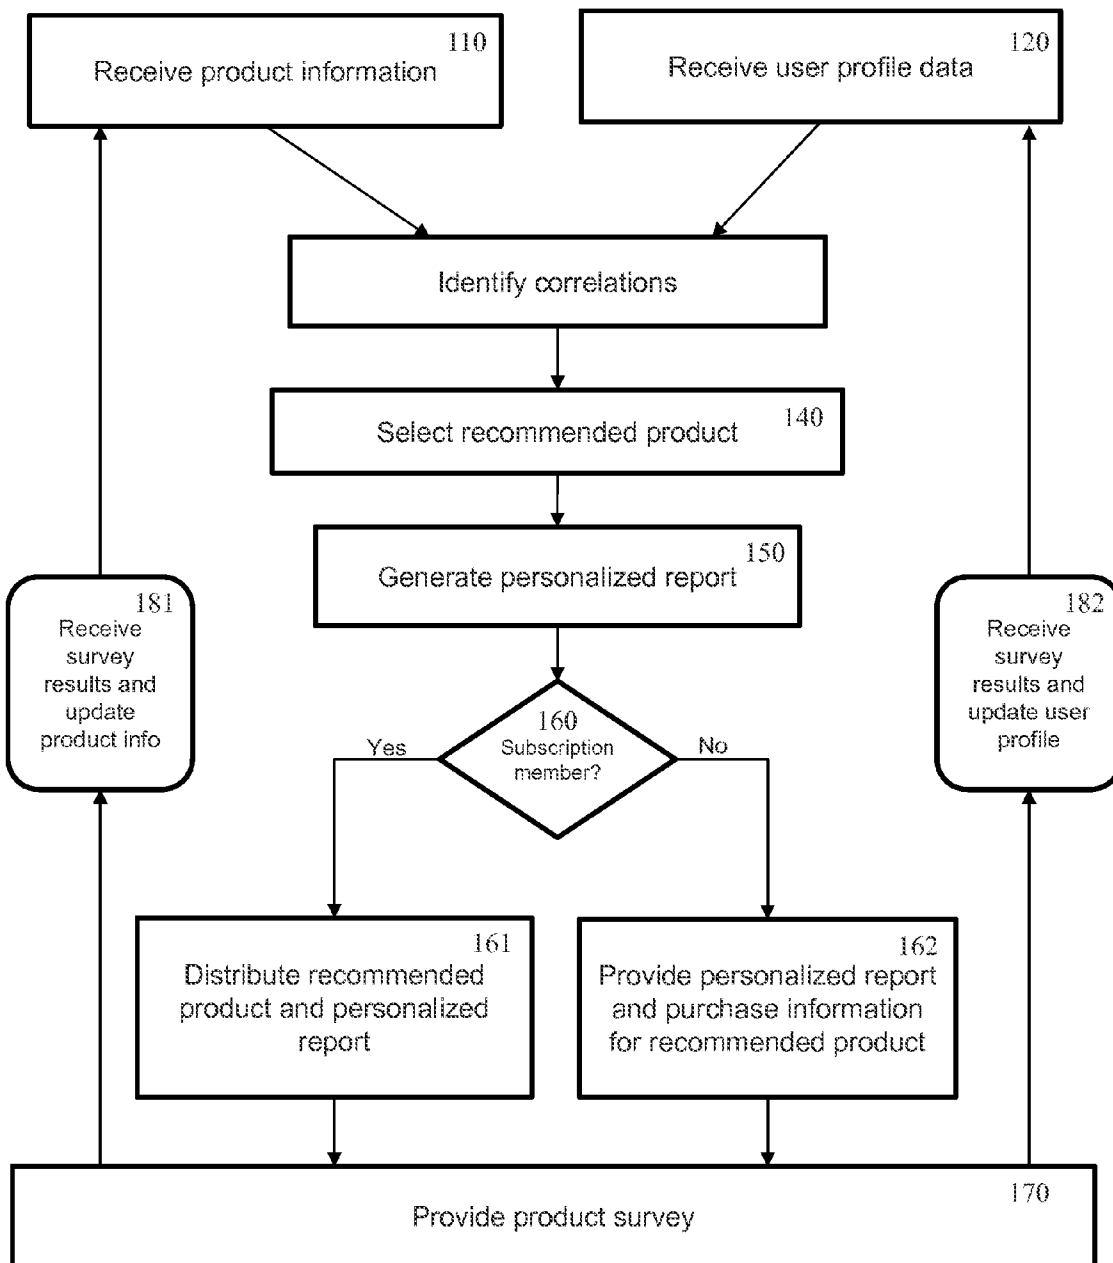 110
Receive product information
120
Receive user profile data
Identify correlations
140
Select recommended product
150
Generate personalized report
181
Receive
survey
results and
update
product info
182
Receive
survey
results and
update user
profile
160
Subscription
member?
Yes
No
161
Distribute recommended
product and personalized
report
162
Provide personalized report
and purchase information
for recommended product
170
Provide product survey